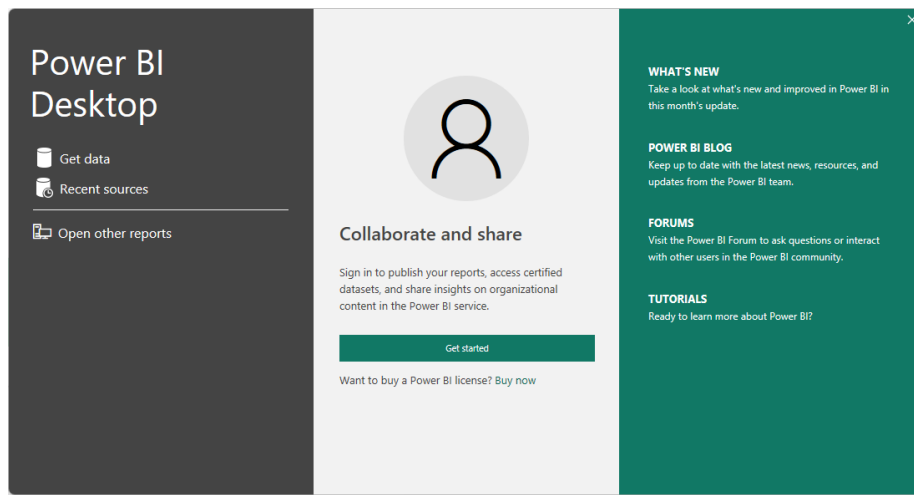 Power BI
Desktop
Get data
Recent sources
Open other reports
Collaborate and share
Sign in to publish your reports, access certified
datasets, and share insights on organizational
content in the Power BI service.
Get started
Want to buy a Power BI license? Buy now
WHAT'S NEW
Take a look at what's new and improved in Power BI in
this month's update.
POWER BI BLOG
Keep up to date with the latest news, resources, and
updates from the Power BI team.
FORUMS
Visit the Power BI Forum to ask questions or interact
with other users in the Power BI community.
TUTORIALS
Ready to learn more about Power BI?